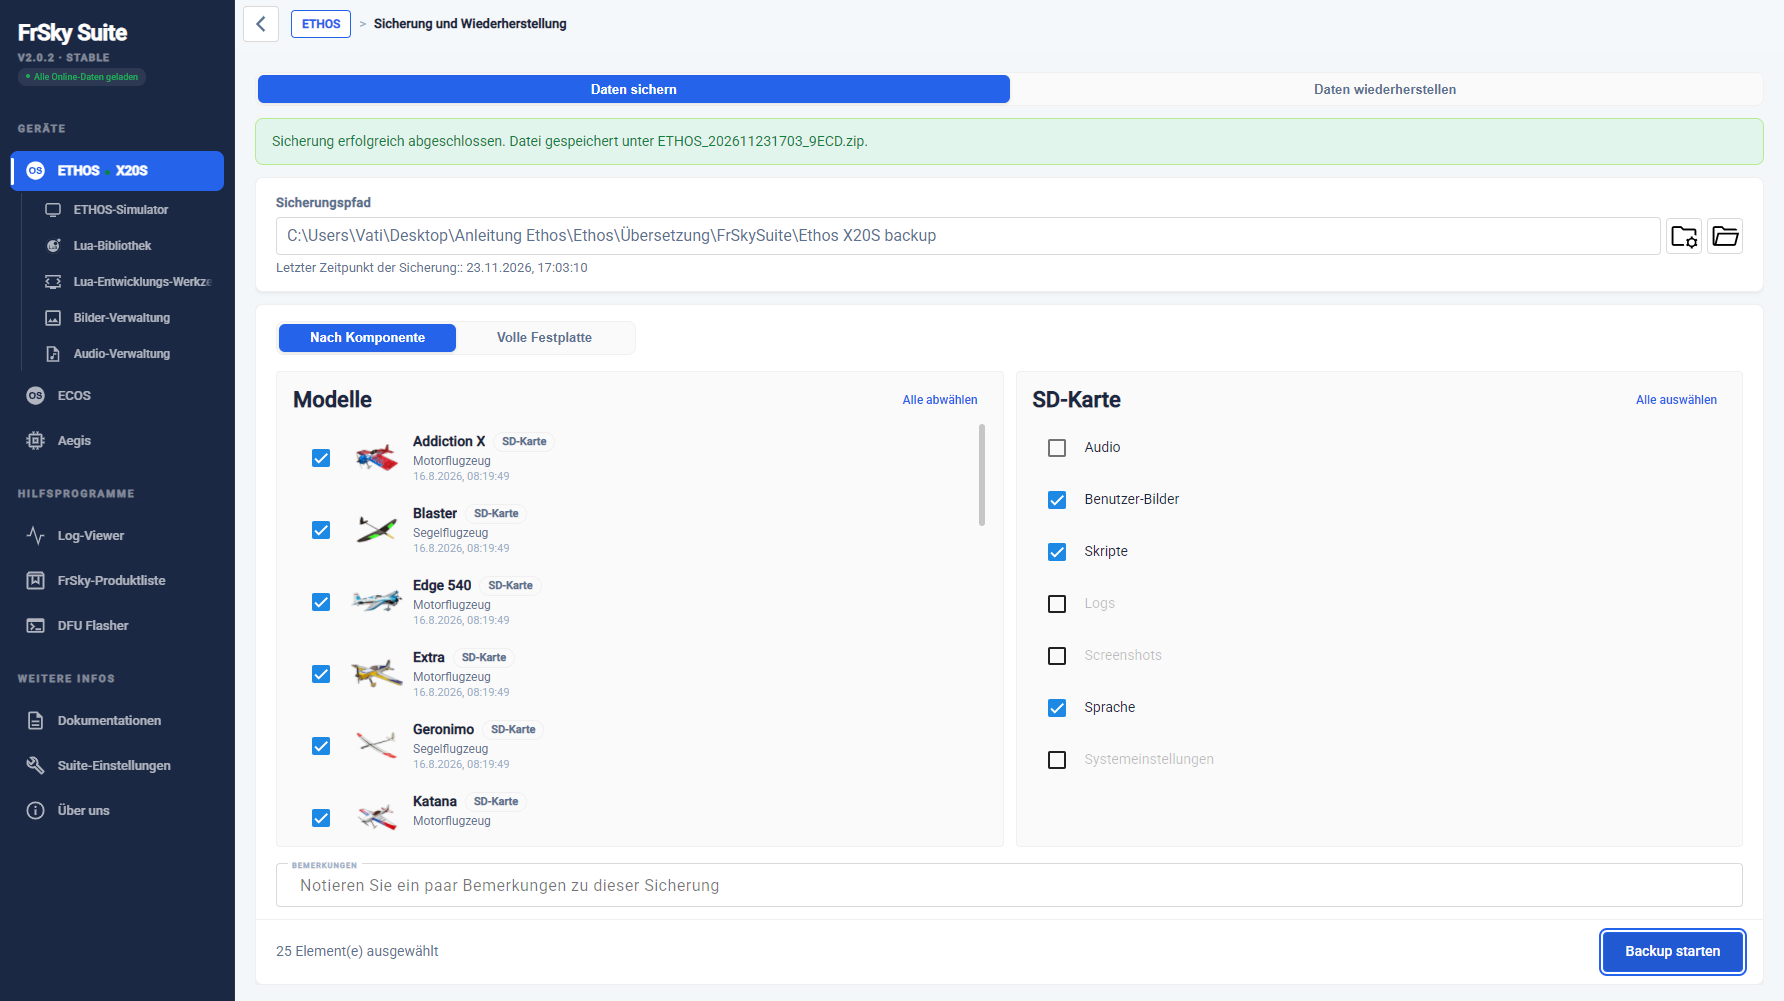 FrSky Suite
V2.0.2 · STABLE
• Alle Online-Daten geladen
GERÄTE
OS ETHOS • X20S
ETHOS-Simulator
Lua-Bibliothek
Lua-Entwicklungs-Werkze
Bilder-Verwaltung
Audio-Verwaltung
OS ECOS
Aegis
HILFSPROGRAMME
Log-Viewer
FrSky-Produktliste
DFU Flasher
WEITERE INFOS
Dokumentationen
Suite-Einstellungen
Über uns
ETHOS > Sicherung und Wiederherstellung
Daten sichern
Daten wiederherstellen
Sicherung erfolgreich abgeschlossen. Datei gespeichert unter ETHOS_202611231703_9ECD.zip.
Sicherungspfad
C:\Users\Vati\Desktop\Anleitung Ethos\Ethos\Übersetzung\FrSkySuite\Ethos X20S backup
Letzter Zeitpunkt der Sicherung:: 23.11.2026, 17:03:10
Nach Komponente
Volle Festplatte
Modelle
Alle abwählen
Addiction X SD-Karte
Motorflugzeug
16.8.2026, 08:19:49
Blaster SD-Karte
Segelflugzeug
16.8.2026, 08:19:49
Edge 540 SD-Karte
Motorflugzeug
16.8.2026, 08:19:49
Extra SD-Karte
Motorflugzeug
16.8.2026, 08:19:49
Geronimo SD-Karte
Segelflugzeug
16.8.2026, 08:19:49
Katana SD-Karte
Motorflugzeug
SD-Karte
Alle auswählen
Audio
Benutzer-Bilder
Skripte
Logs
Screenshots
Sprache
Systemeinstellungen
BEMERKUNGEN
Notieren Sie ein paar Bemerkungen zu dieser Sicherung
25 Element(e) ausgewählt
Backup starten